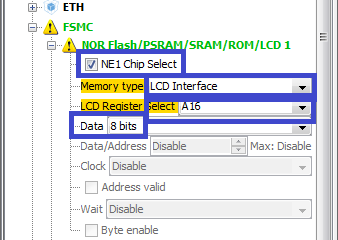 ETH
FSMC
NOR Flash/PSRAM/SRAM/ROM/LCD 1
NE1 Chip Select
Memory type LCD Interface
LCD Register Select A16
Data 8 bits
Data/Address Disable Max: Disable
Clock Disable
Address valid
Wait Disable
Byte enable